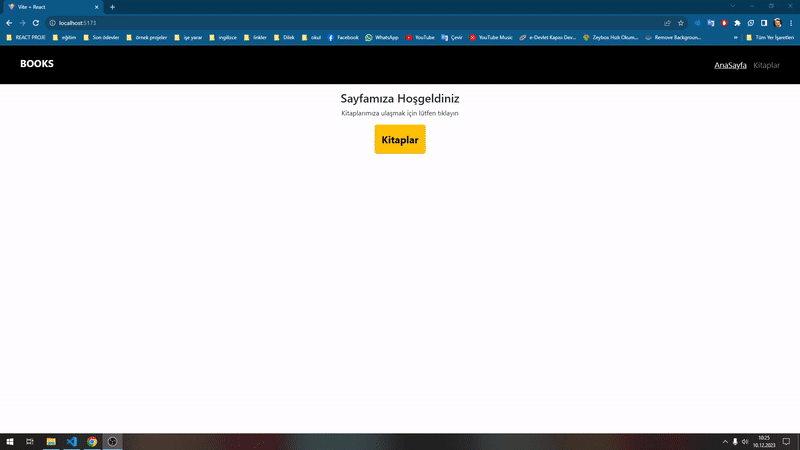 Vite + React
localhost:5173
REACT PROJE eğitim Son ödevler örnek projeler işe yarar ingilizce linkler Dilek okul Facebook WhatsApp YouTube Çevir YouTube Music e-Devlet Kapısı Dev... Zeybox Hızlı Okum... Remove Backgroun... » Tüm Yer İşaretleri
BOOKS AnaSayfa Kitaplar
Sayfamıza Hoşgeldiniz
Kitaplarımıza ulaşmak için lütfen tıklayın
Kitaplar
10:25
10.12.2023